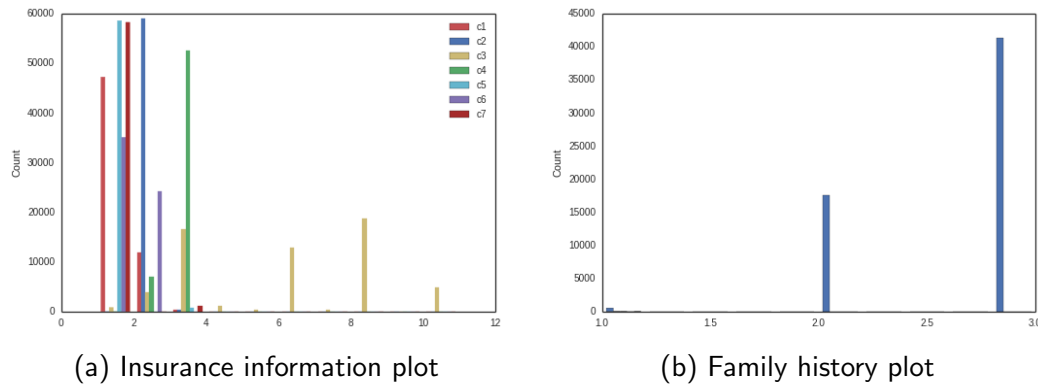 60000
50000
40000
30000
20000
10000
0
Count
c1
c2
c3
c4
c5
c6
c7
0 2 4 6 8 10 12
(a) Insurance information plot
45000
40000
35000
30000
25000
20000
15000
10000
5000
0
Count
1.0 1.5 2.0 2.5 3.0
(b) Family history plot